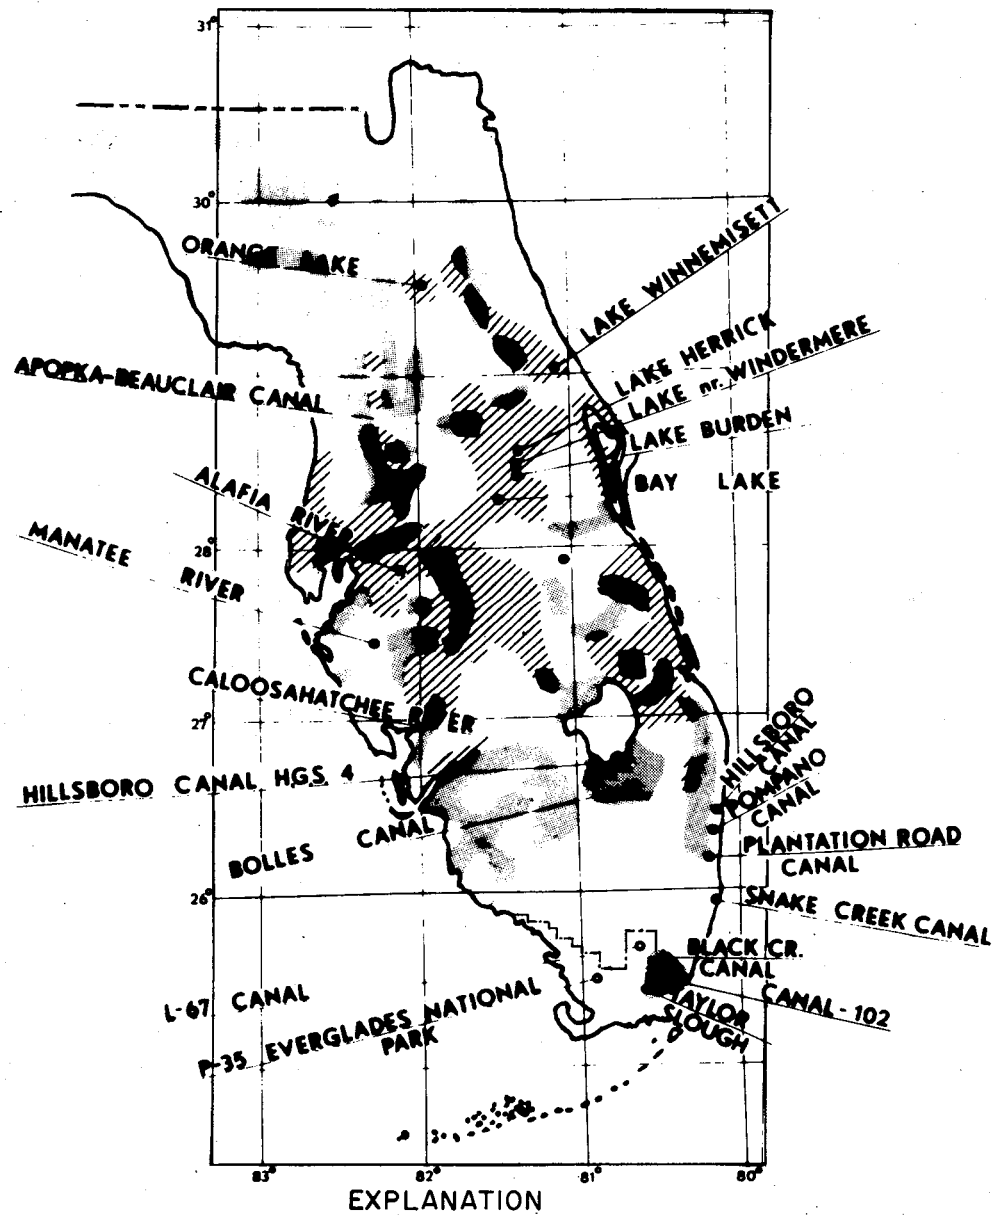 31°
30°
ORANGE LAKE
LAKE WINNEMISETT
LAKE HERRICK
LAKE nr. WINDERMERE
APOPKA-BEAUCLAIR CANAL
LAKE BURDEN
BAY LAKE
ALAFIA RIVER
MANATEE RIVER
28°
CALOOSAHATCHEE RIVER
27°
HILLSBORO
CANAL
POMPANO
CANAL
HILLSBORO CANAL H.G.S. 4
BOLLES CANAL
PLANTATION ROAD
CANAL
26°
SNAKE CREEK CANAL
BLACK CR.
CANAL
CANAL-102
L-67 CANAL
TAYLOR
SLOUGH
P-35 EVERGLADES NATIONAL
PARK
83°
82°
81°
80°
EXPLANATION